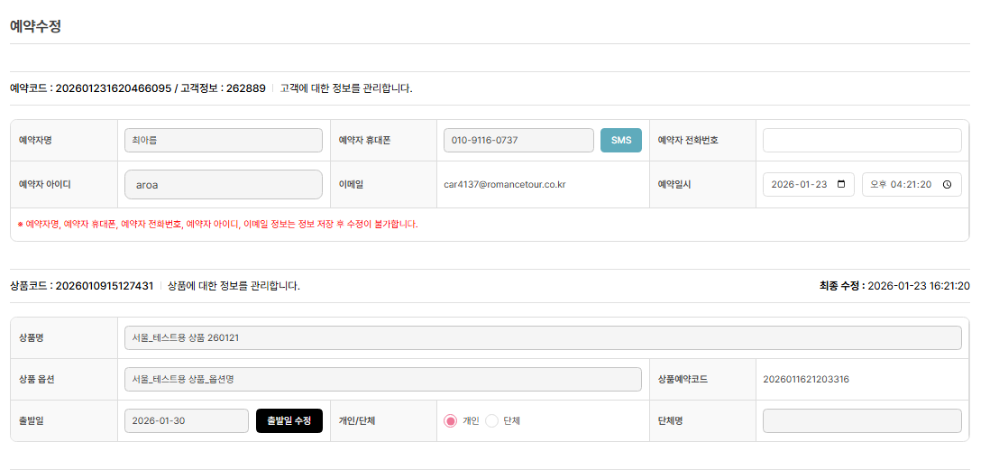 예약수정
예약코드 : 202601231620466095 / 고객정보 : 262889 | 고객에 대한 정보를 관리합니다.
예약자명 최아름 예약자 휴대폰 010-9116-0737 SMS 예약자 전화번호
예약자 아이디 aroa 이메일 car4137@romancetour.co.kr 예약일시 2026-01-23 오후 04:21:20
※ 예약자명, 예약자 휴대폰, 예약자 전화번호, 예약자 아이디, 이메일 정보는 정보 저장 후 수정이 불가합니다.
상품코드 : 2026010915127431 | 상품에 대한 정보를 관리합니다. 최종 수정 : 2026-01-23 16:21:20
상품명 서울_테스트용 상품 260121
상품 옵션 서울_테스트용 상품_옵션명 상품예약코드 2026011621203316
출발일 2026-01-30 출발일 수정 개인/단체 개인 단체 단체명